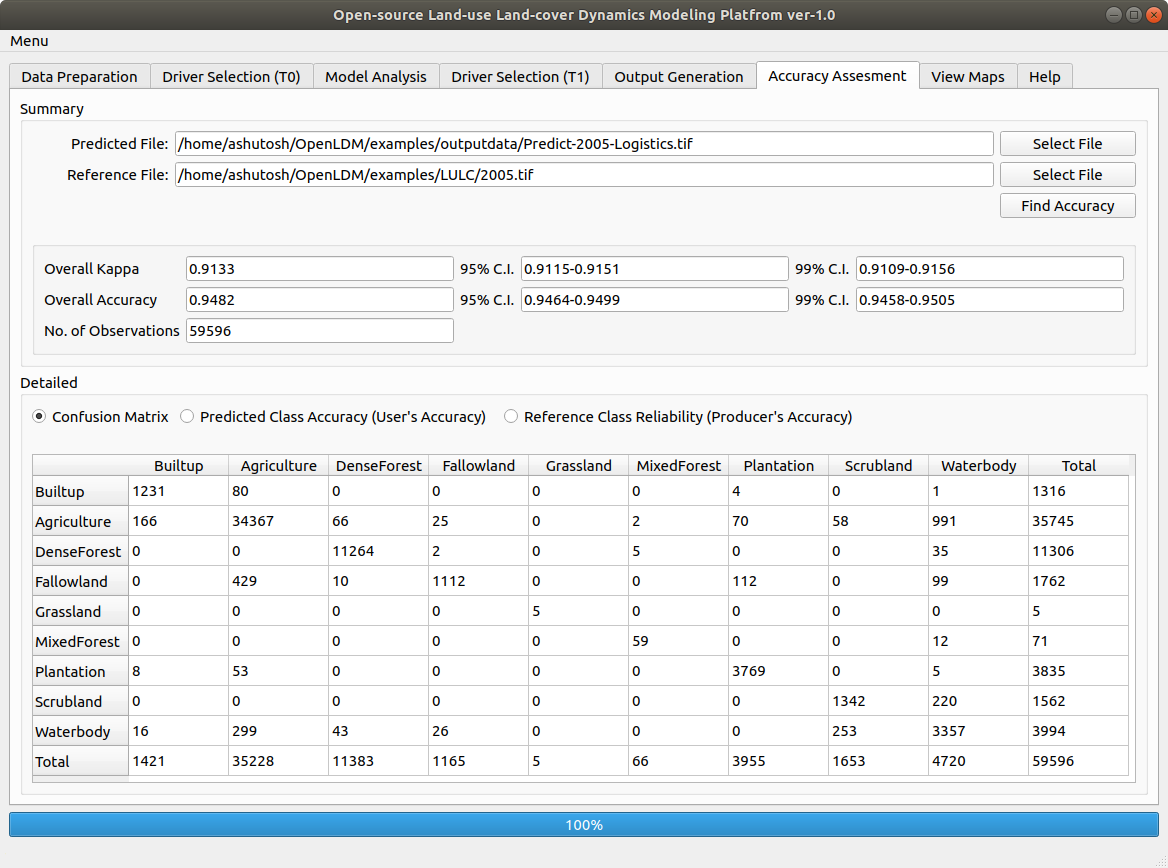 Open-source Land-use Land-cover Dynamics Modeling Platfrom ver-1.0
Menu
Data Preparation Driver Selection (T0) Model Analysis Driver Selection (T1) Output Generation Accuracy Assesment View Maps Help
Summary
Predicted File: /home/ashutosh/OpenLDM/examples/outputdata/Predict-2005-Logistics.tif Select File
Reference File: /home/ashutosh/OpenLDM/examples/LULC/2005.tif Select File
Find Accuracy
Overall Kappa 0.9133 95% C.I. 0.9115-0.9151 99% C.I. 0.9109-0.9156
Overall Accuracy 0.9482 95% C.I. 0.9464-0.9499 99% C.I. 0.9458-0.9505
No. of Observations 59596
Detailed
Confusion Matrix Predicted Class Accuracy (User's Accuracy) Reference Class Reliability (Producer's Accuracy)
Builtup Agriculture DenseForest Fallowland Grassland MixedForest Plantation Scrubland Waterbody Total
Builtup 1231 80 0 0 0 0 4 0 1 1316
Agriculture 166 34367 66 25 0 2 70 58 991 35745
DenseForest 0 0 11264 2 0 5 0 0 35 11306
Fallowland 0 429 10 1112 0 0 112 0 99 1762
Grassland 0 0 0 0 5 0 0 0 0 5
MixedForest 0 0 0 0 0 59 0 0 12 71
Plantation 8 53 0 0 0 0 3769 0 5 3835
Scrubland 0 0 0 0 0 0 0 1342 220 1562
Waterbody 16 299 43 26 0 0 0 253 3357 3994
Total 1421 35228 11383 1165 5 66 3955 1653 4720 59596
100%